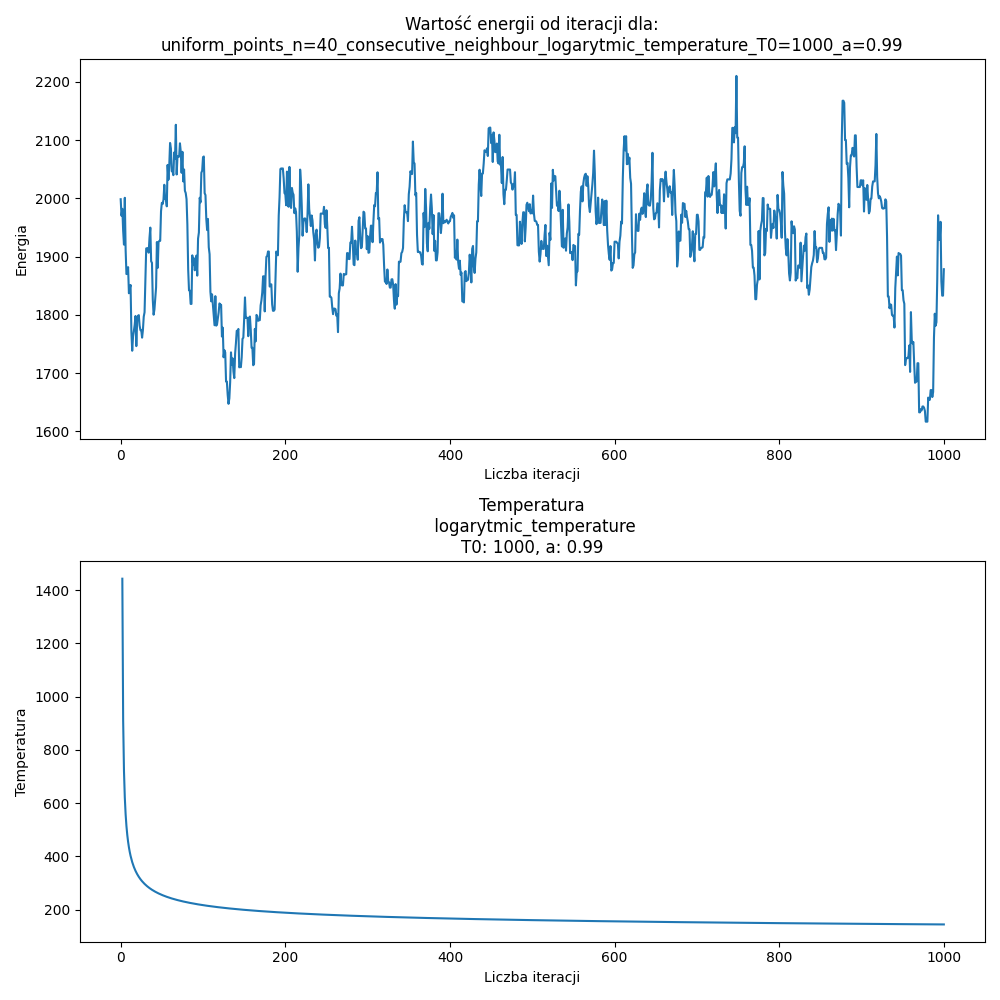 Wartość energii od iteracji dla:
uniform_points_n=40_consecutive_neighbour_logarytmic_temperature_T0=1000_a=0.99
2200
2100
2000
1900
1800
1700
1600
Energia
0 200 400 600 800 1000
Liczba iteracji
Temperatura
logarytmic_temperature
T0: 1000, a: 0.99
1400
1200
1000
800
600
400
200
Temperatura
0 200 400 600 800 1000
Liczba iteracji